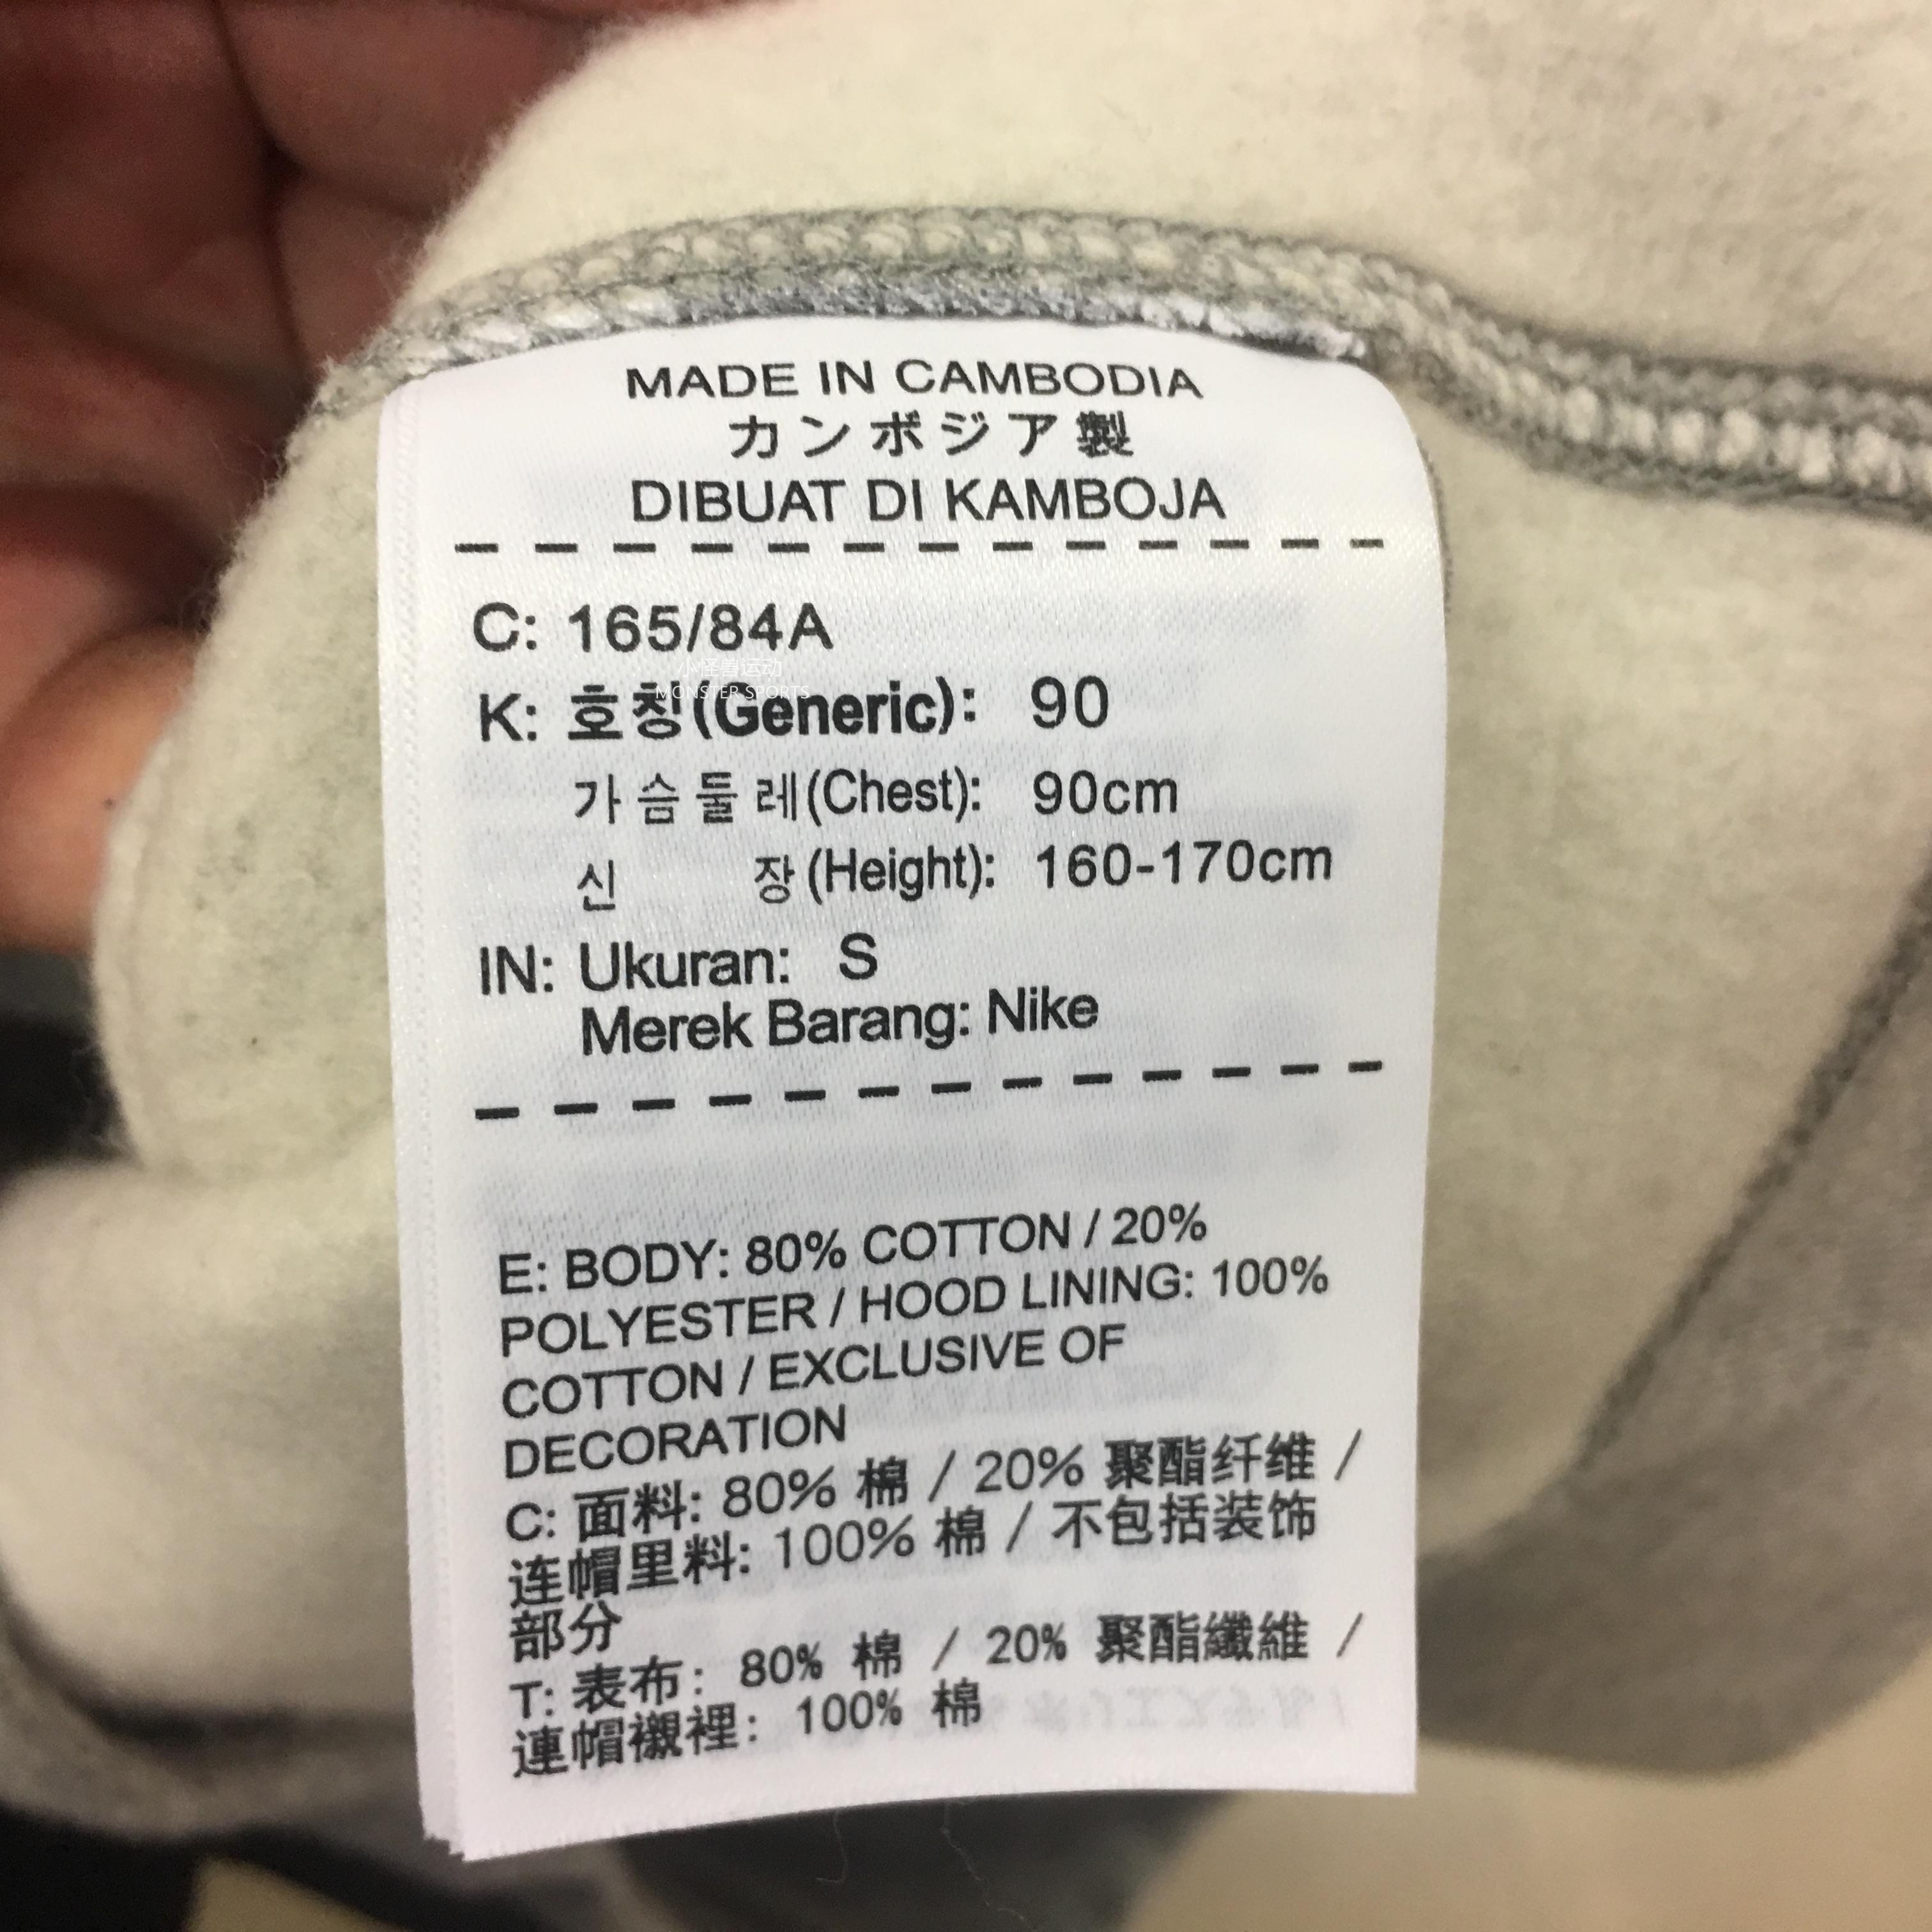 MADE IN CAMBODIA
カンボジア製
DIBUAT DI KAMBOJA
C: 165/84A
小怪兽运动
MONSTER SPORTS
K: 호칭(Generic): 90
가슴둘레(Chest): 90cm
신 장(Height): 160-170cm
IN: Ukuran: S
Merek Barang: Nike
E: BODY: 80% COTTON / 20%
POLYESTER / HOOD LINING: 100%
COTTON / EXCLUSIVE OF
DECORATION
C: 面料: 80% 棉 / 20% 聚酯纤维 /
连帽里料: 100% 棉 / 不包括装饰
部分
T: 表布: 80% 棉 / 20% 聚酯纖維 /
連帽襯裡: 100% 棉